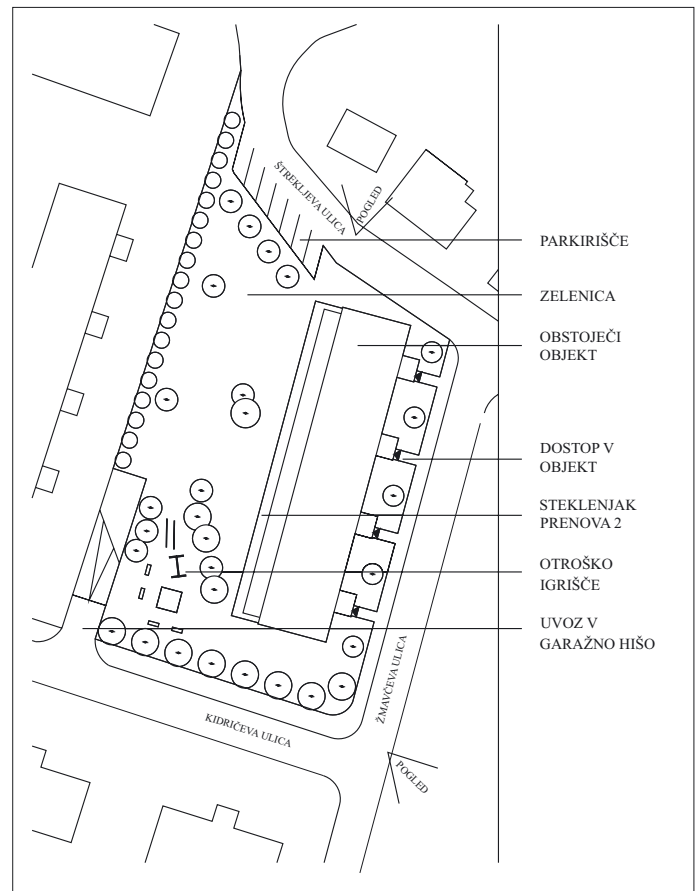 ŠTREKLJEVA ULICA
POGLED
PARKIRIŠČE
ZELENICA
OBSTOJEČI
OBJEKT
DOSTOP V
OBJEKT
STEKLENJAK
PRENOVA 2
OTROŠKO
IGRIŠČE
UVOZ V
GARAŽNO HIŠO
ŽMAVČEVA ULICA
KIDRIČEVA ULICA
POGLED